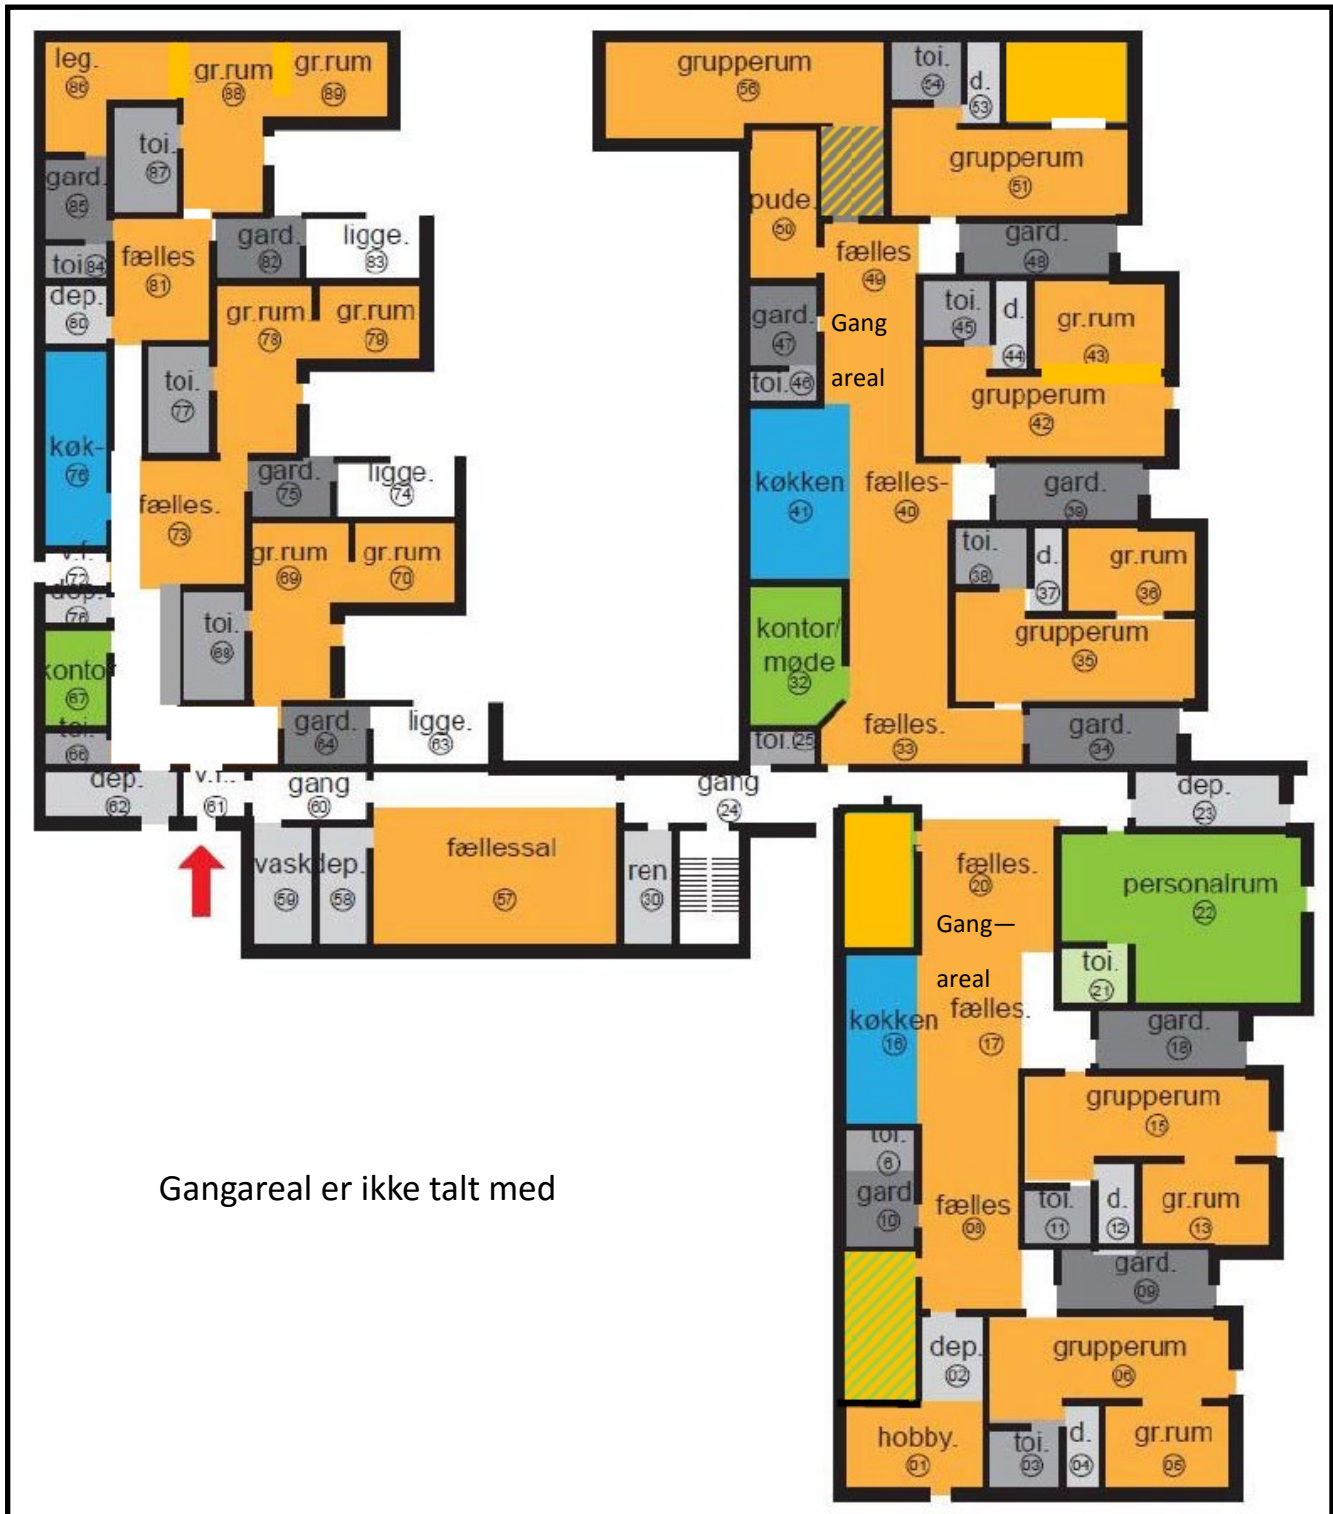 leg.
86
gr.rum
88
gr.rum
89
toi.
87
gard.
85
toi.
84
fælles
81
gard.
82
ligge.
83
dep.
80
gr.rum
78
gr.rum
79
toi.
77
køk-
76
fælles.
73
gard.
75
ligge.
74
v.f.
72
dep.
76
gr.rum
69
gr.rum
70
toi.
68
kontor
67
toi.
66
gard.
64
ligge.
63
dep.
62
v.f..
61
gang
60
vask
59
dep.
58
fællessal
57
ren.
30
gang
24
grupperum
56
toi.
54
d.
53
grupperum
51
pude.
50
fælles
49
gard.
48
Gang
areal
gard.
47
toi.
46
toi.
45
d.
44
gr.rum
43
grupperum
42
køkken
41
fælles-
40
gard.
39
toi.
38
d.
37
gr.rum
36
grupperum
35
kontor/
møde
32
toi.
25
fælles.
33
gard.
34
dep.
23
fælles.
20
personalrum
22
Gang—
areal
toi.
21
køkken
16
fælles.
17
gard.
18
grupperum
15
toi.
6
gard
10
fælles
08
toi.
11
d.
12
gr.rum
13
gard.
09
dep.
02
grupperum
06
hobby.
01
toi.
03
d.
04
gr.rum
05
Gangareal er ikke talt med